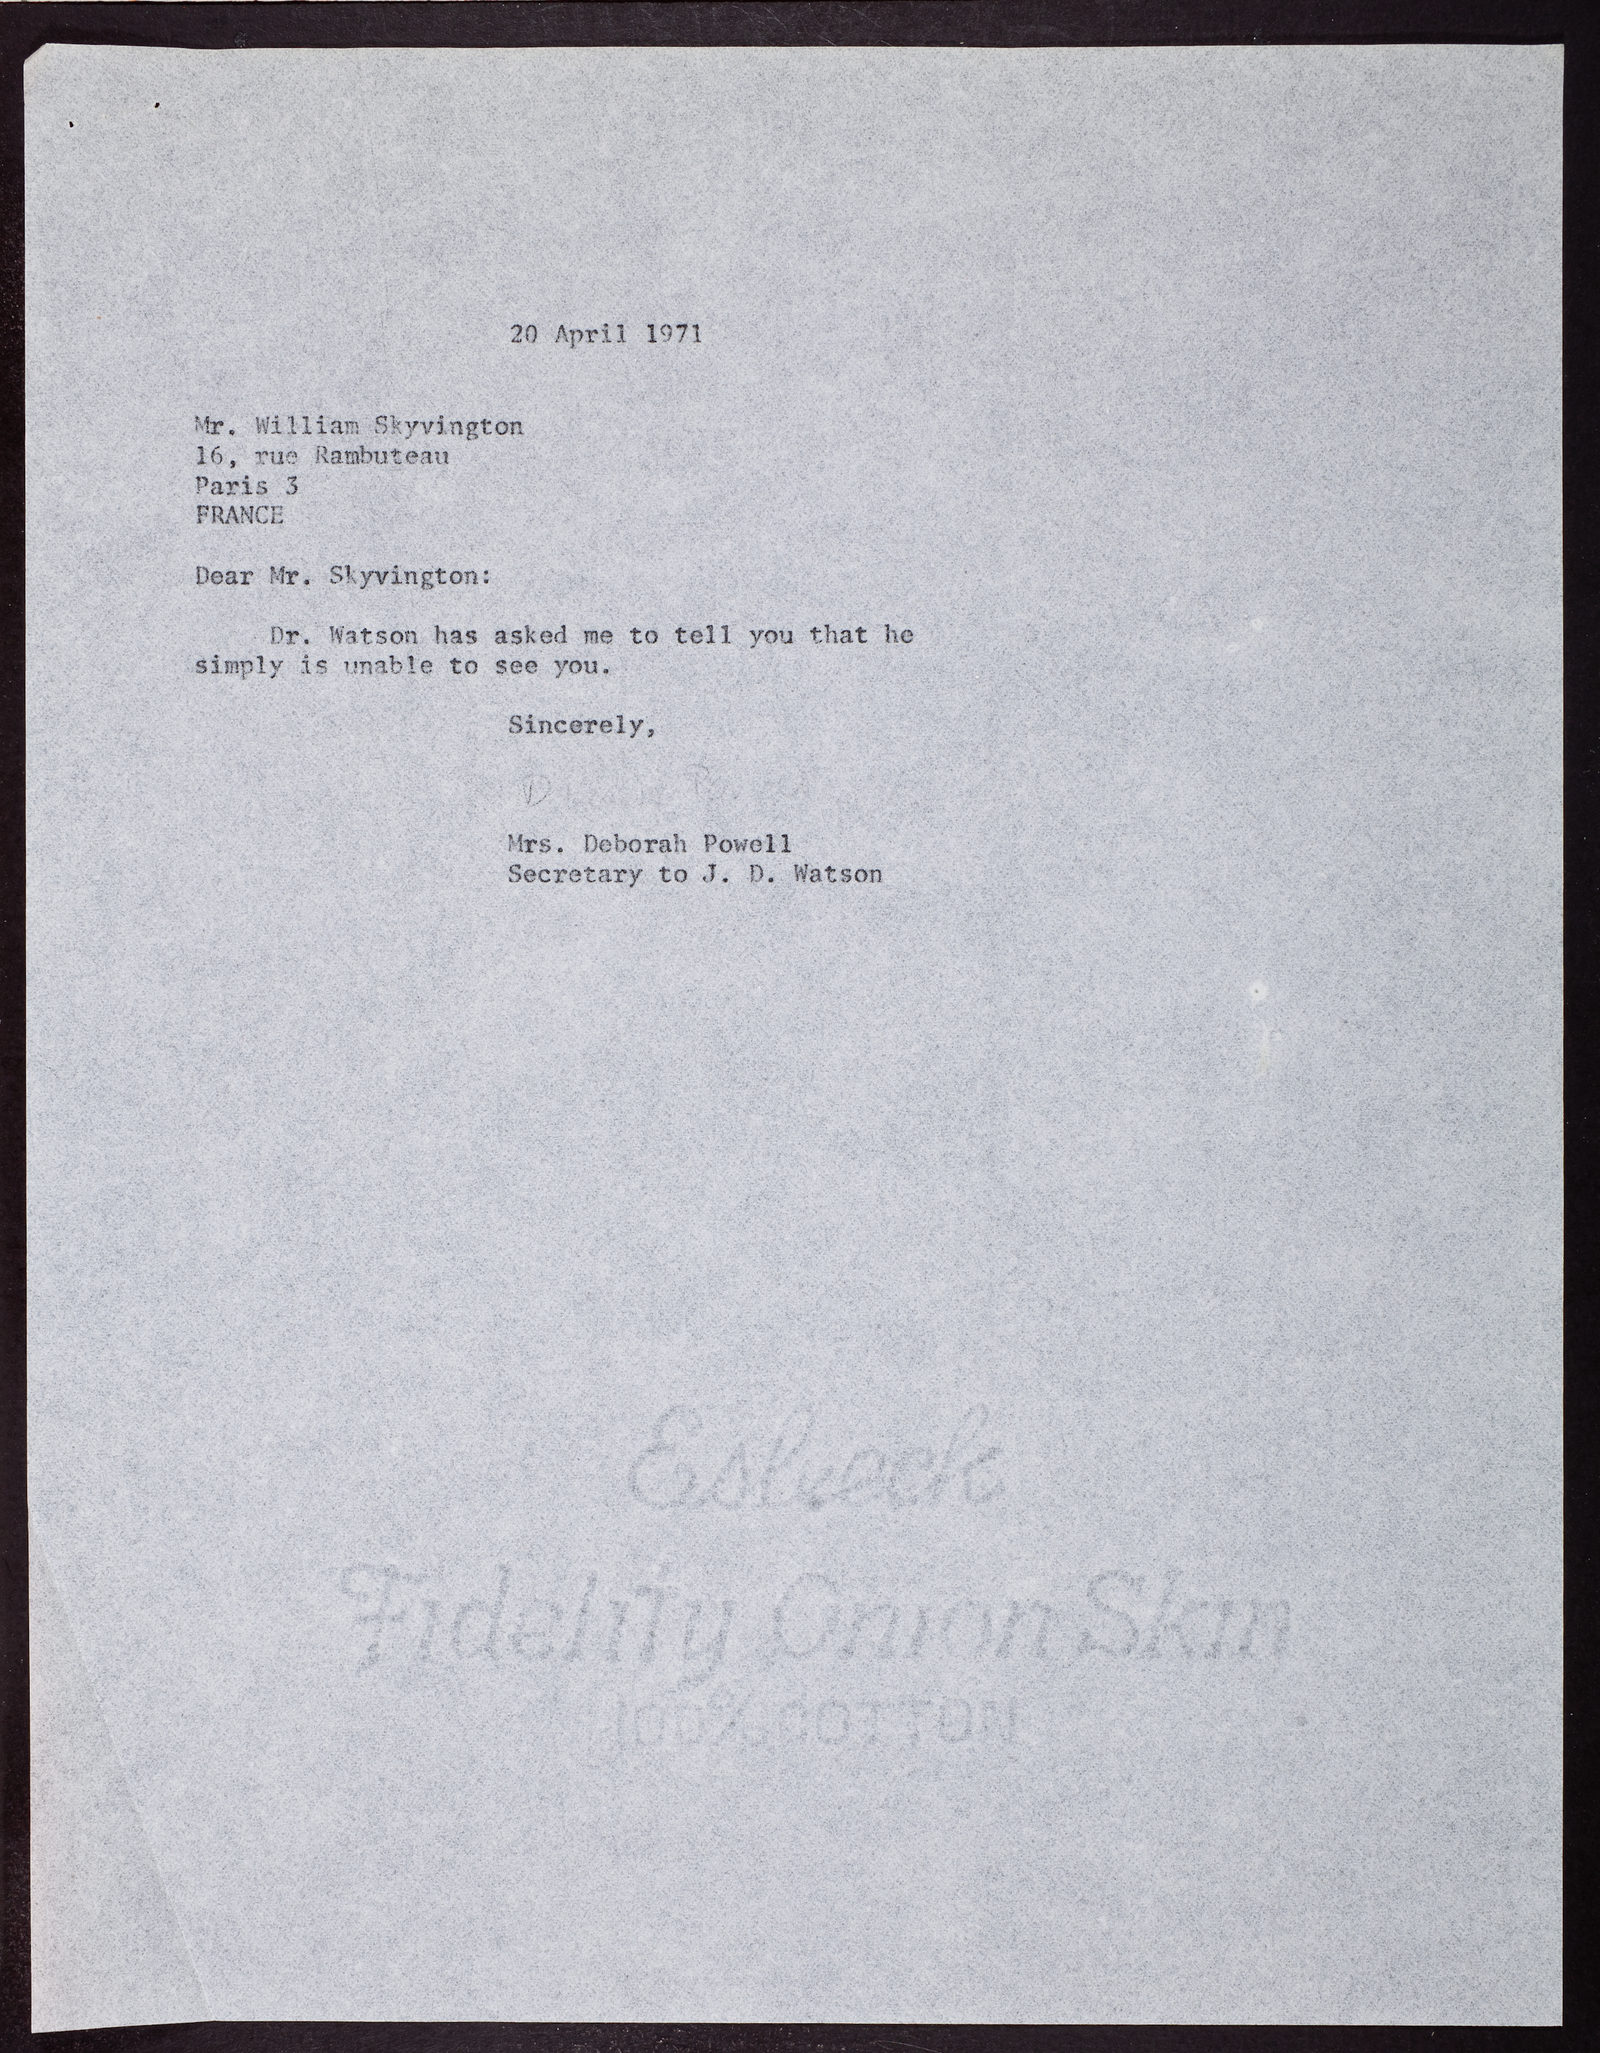 20 April 1971
Mr. William Skyvington
16, rue Rambuteau
Paris 3
FRANCE
Dear Mr. Skyvington:
Dr. Watson has asked me to tell you that he
simply is unable to see you.
Sincerely,
Mrs. Deborah Powell
Secretary to J. D. Watson
Esleeck
Fidelity Onion Skin
100% COTTON